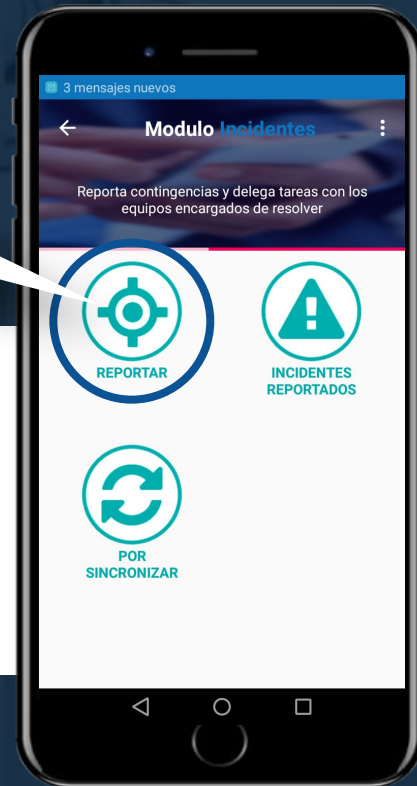 3 mensajes nuevos
Modulo Incidentes
Reporta contingencias y delega tareas con los
equipos encargados de resolver
REPORTAR
INCIDENTES
REPORTADOS
POR
SINCRONIZAR